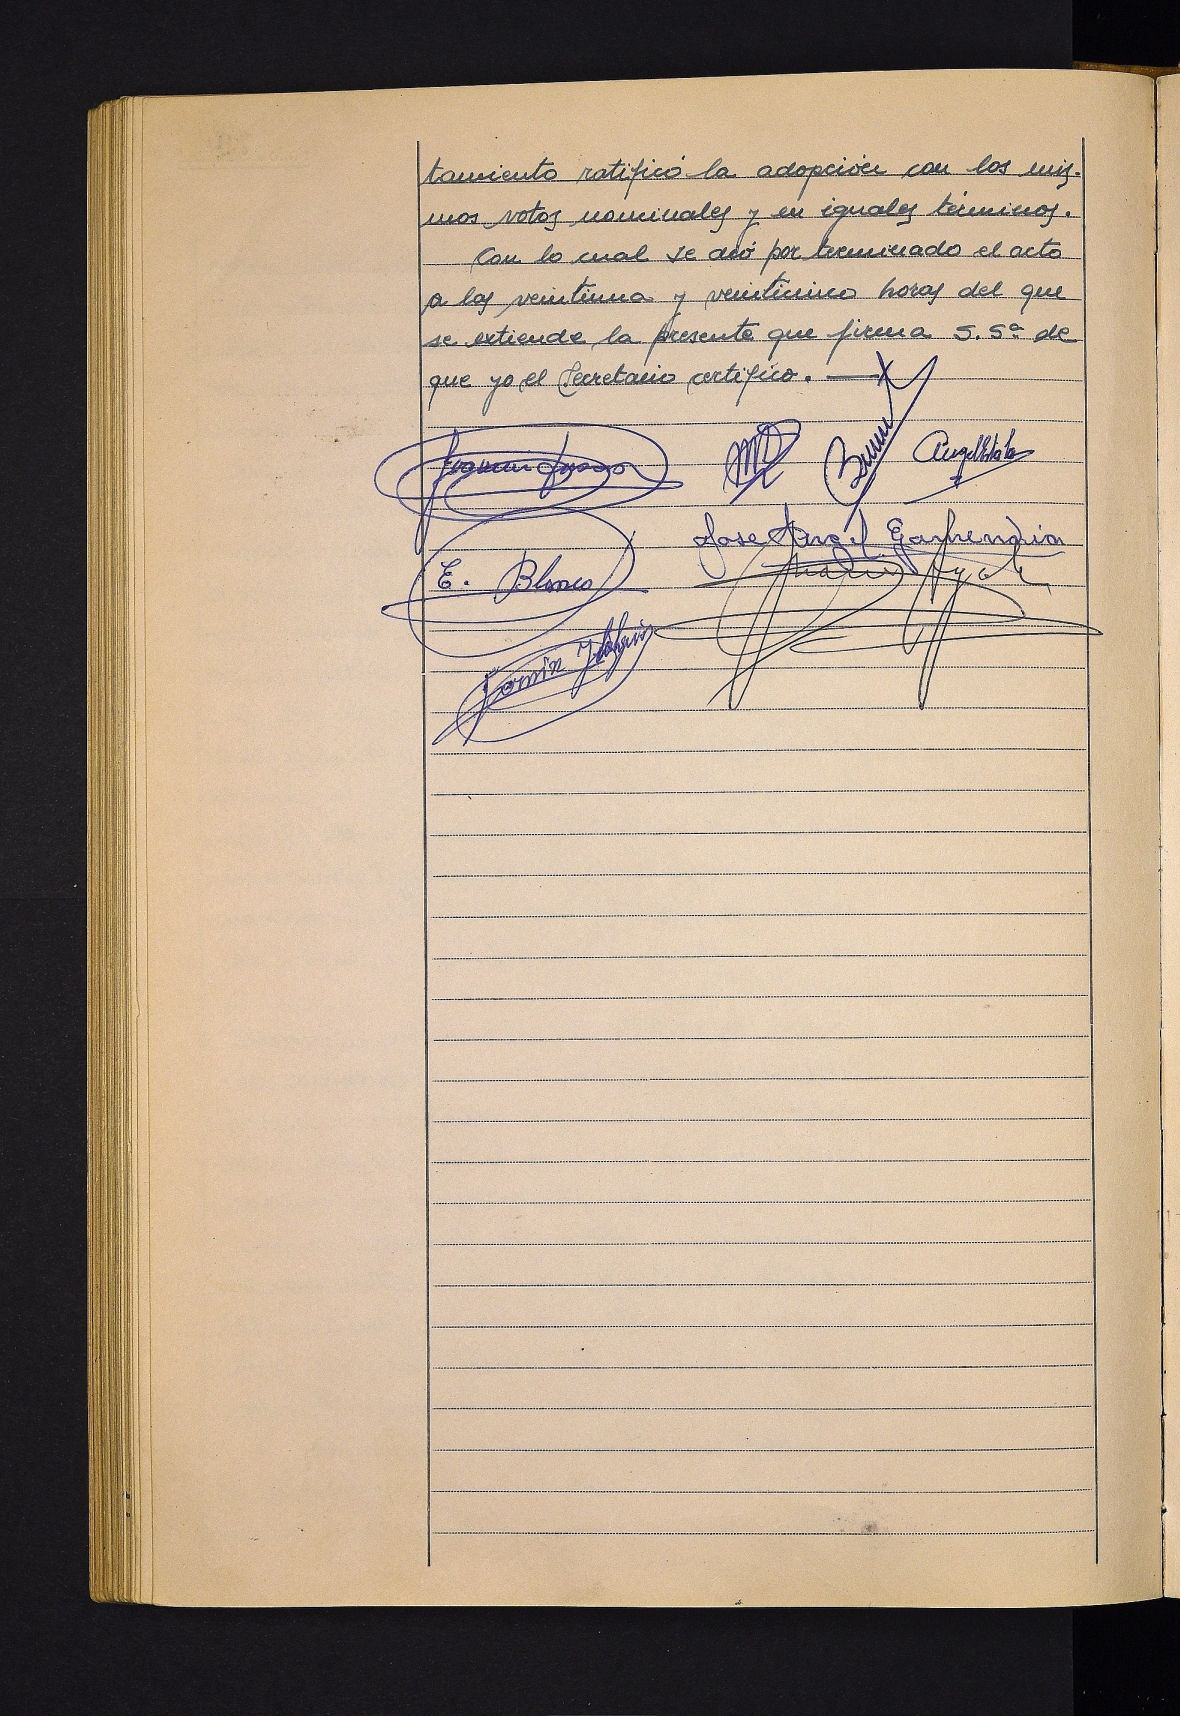 tamiento ratificó la adopción con los mis-
mos votos nominales y en iguales términos.
Con lo cual se dió por terminado el acto
a las veintiuna y veinticinco horas del que
se extiende la presente que firma S. Sª de
que yo el Secretario certifico. —
Angel
E. Blanco
Jose Angel
Fermín